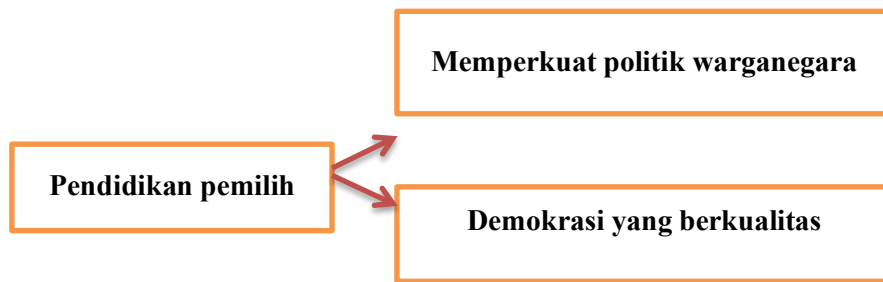 Memperkuat politik warganegara
Pendidikan pemilih
Demokrasi yang berkualitas